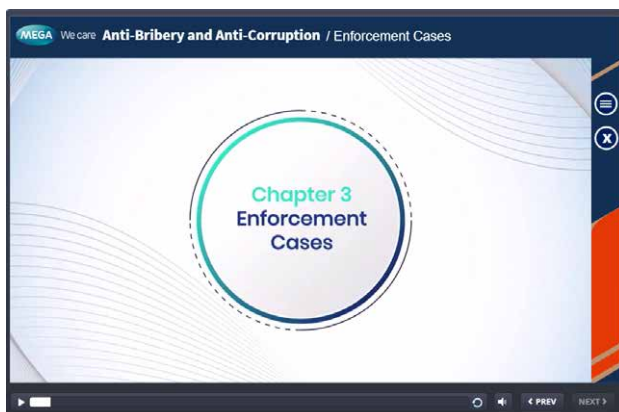 MEGA We care Anti-Bribery and Anti-Corruption / Enforcement Cases
X
Chapter 3
Enforcement
Cases
< PREV NEXT >